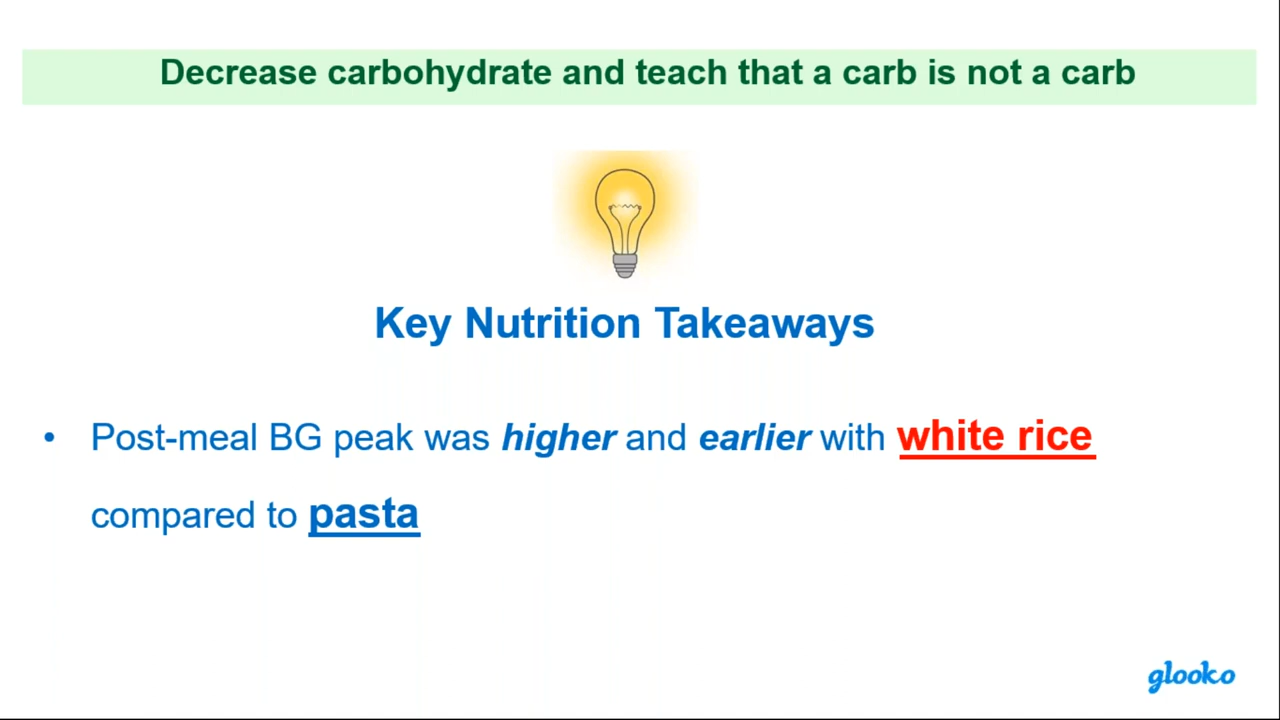 Decrease carbohydrate and teach that a carb is not a carb
Key Nutrition Takeaways
• Post-meal BG peak was higher and earlier with white rice
compared to pasta
glooko